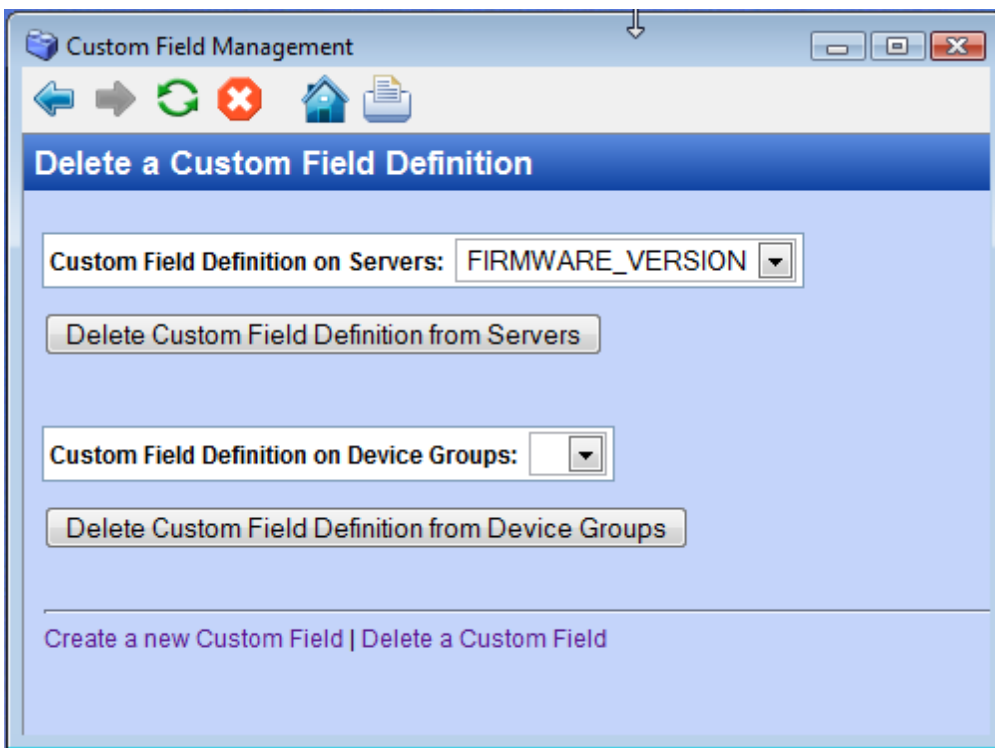 Custom Field Management
Delete a Custom Field Definition
Custom Field Definition on Servers: FIRMWARE_VERSION
Delete Custom Field Definition from Servers
Custom Field Definition on Device Groups:
Delete Custom Field Definition from Device Groups
Create a new Custom Field | Delete a Custom Field